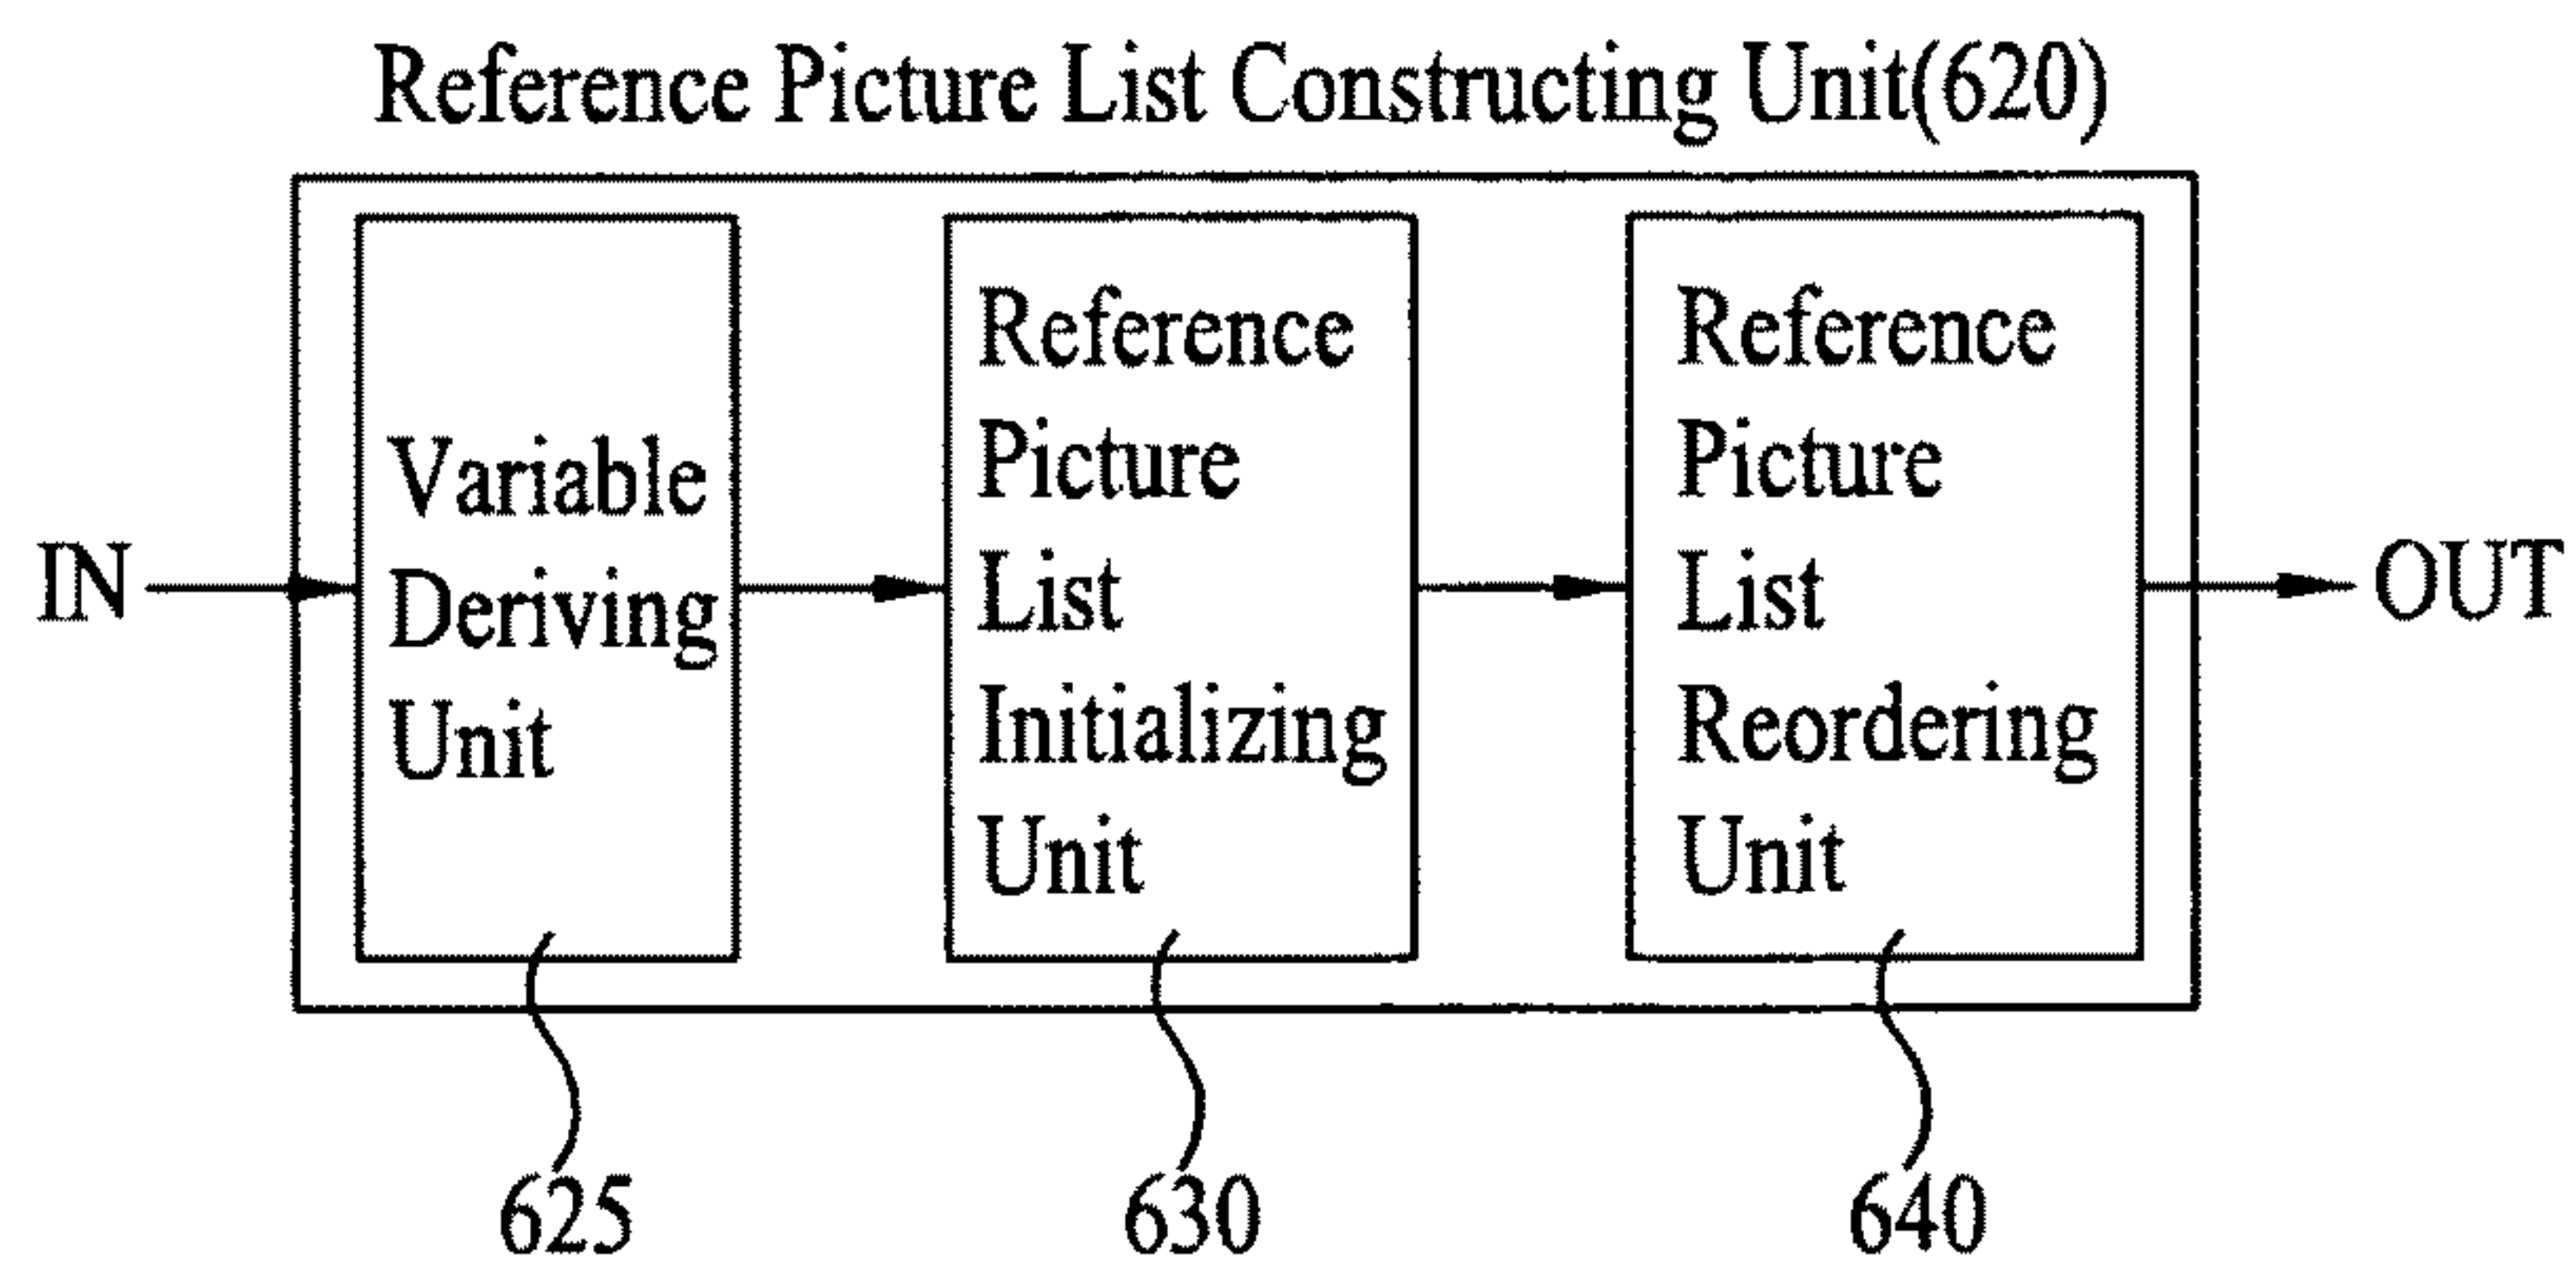 Reference Picture List Constructing Unit(620)
IN
Variable
Deriving
Unit
Reference
Picture
List
Initializing
Unit
Reference
Picture
List
Reordering
Unit
OUT
625
630
640